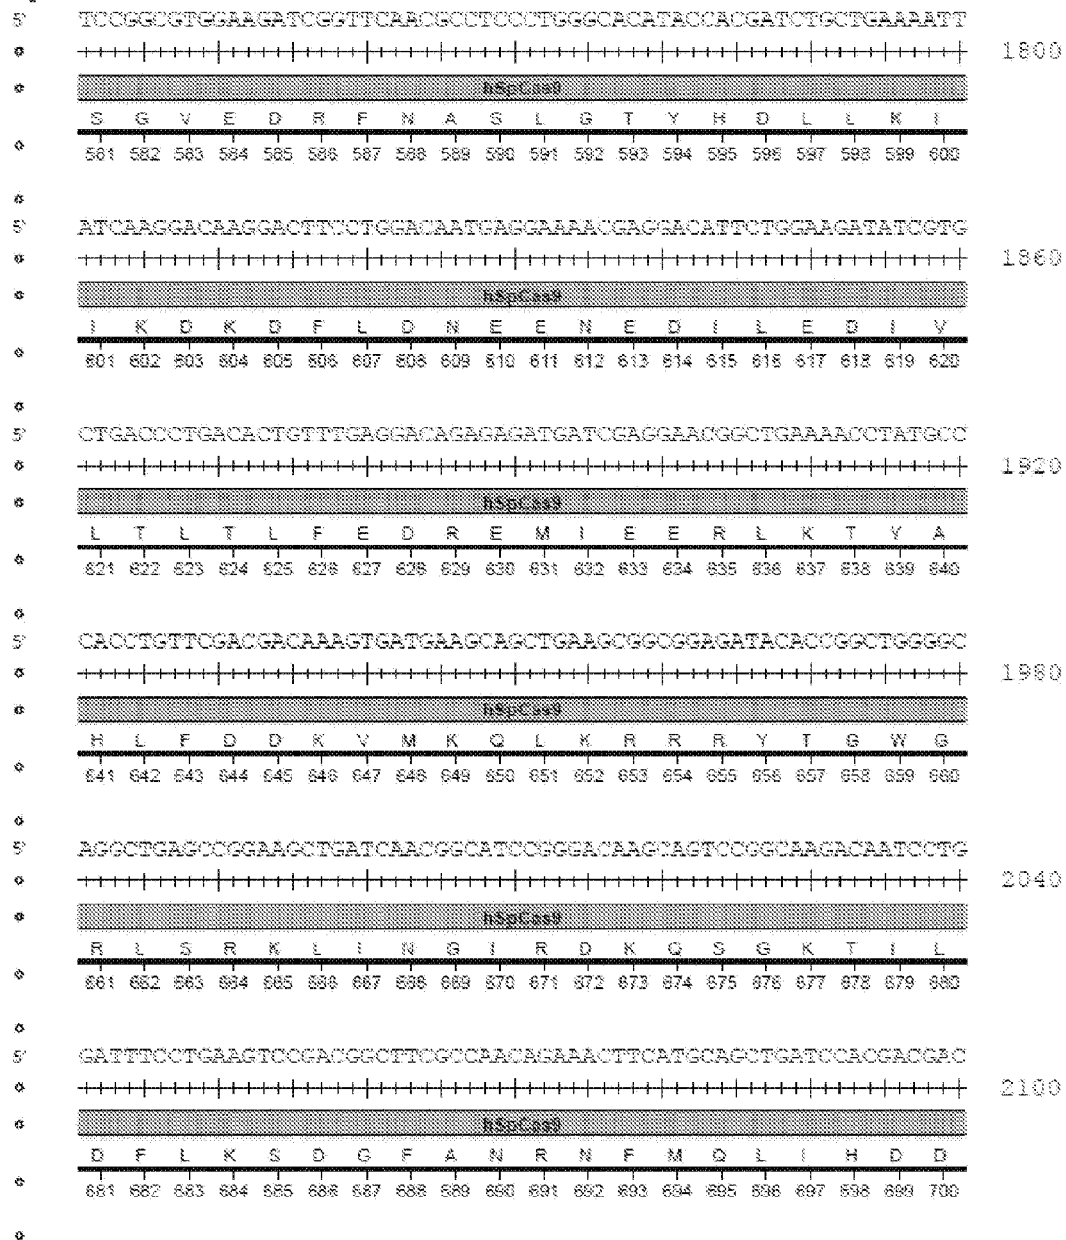 5' TCCGGCGTGGAAGATCGGTTCAACGCCTCCCTGGGCACATACCACGATCTGCTGAAAATT
1800
hSpCas9
S G V E D R F N A S L G T Y H D L L K I
581 582 583 584 585 586 587 588 589 590 591 592 593 594 595 596 597 598 599 600
5' ATCAAGGACAAGGACTTCCTGGACAATGAGGAAAACGAGGACATTCTGGAAGATATCGTG
1860
hSpCas9
I K D K D F L D N E E N E D I L E D I V
601 602 603 604 605 606 607 608 609 610 611 612 613 614 615 616 617 618 619 620
5' CTGACCCTGACACTGTTTGAGGACAGAGAGATGATCGAGGAACGGCTGAAAACCTATGCC
1920
hSpCas9
L T L T L F E D R E M I E E R L K T Y A
621 622 623 624 625 626 627 628 629 630 631 632 633 634 635 636 637 638 639 640
5' CACCTGTTCGACGACAAAGTGATGAAGCAGCTGAAGCGGCGGAGATACACCGGCTGGGGC
1980
hSpCas9
H L F D D K V M K Q L K R R R Y T G W G
641 642 643 644 645 646 647 648 649 650 651 652 653 654 655 656 657 658 659 660
5' AGGCTGAGCCGGAAGCTGATCAACGGCATCCGGGACAAGCAGTCCGGCAAGACAATCCTG
2040
hSpCas9
R L S R K L I N G I R D K Q S G K T I L
661 662 663 664 665 666 667 668 669 670 671 672 673 674 675 676 677 678 679 680
5' GATTTCCTGAAGTCCGACGGCTTCGCCAACAGAAACTTCATGCAGCTGATCCACGACGAC
2100
hSpCas9
D F L K S D G F A N R N F M Q L I H D D
681 682 683 684 685 686 687 688 689 690 691 692 693 694 695 696 697 698 699 700